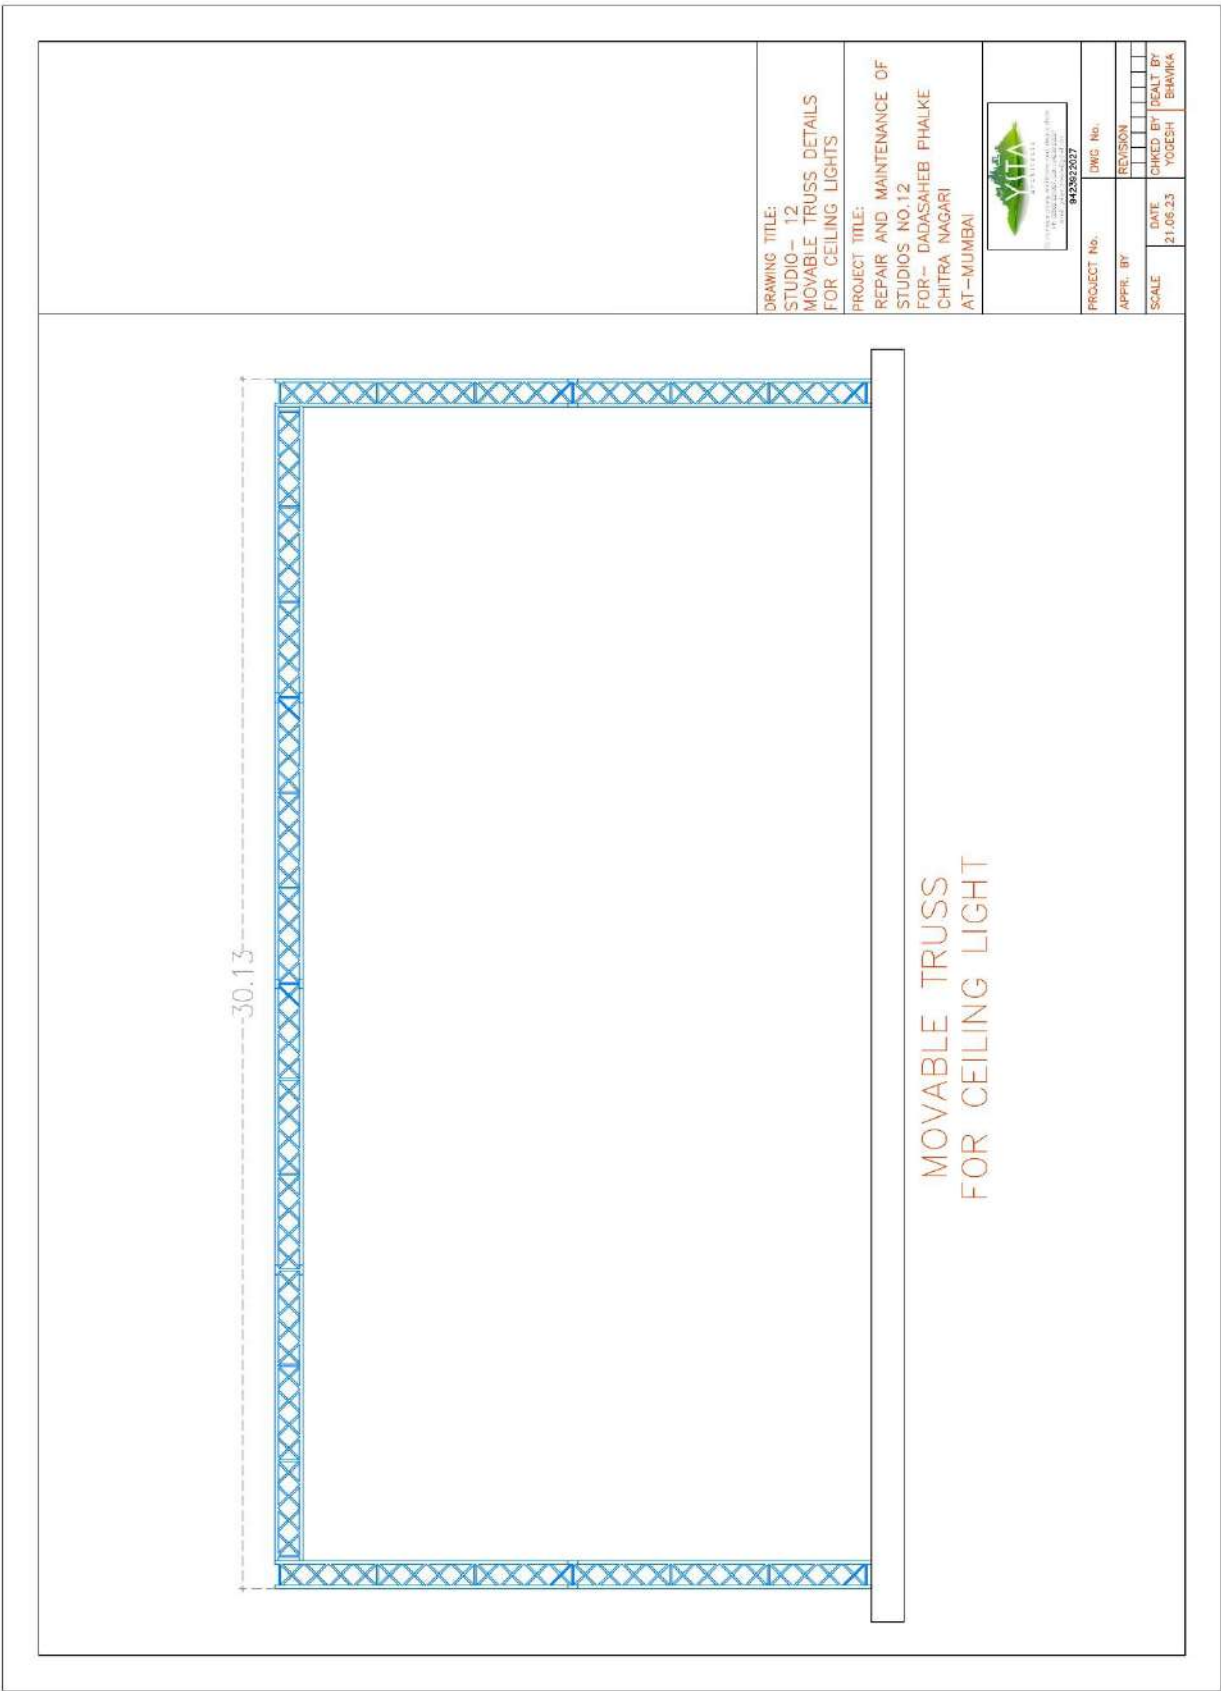 30.13
MOVABLE TRUSS
FOR CEILING LIGHT
DRAWING TITLE:
STUDIO- 12
MOVABLE TRUSS DETAILS
FOR CEILING LIGHTS
PROJECT TITLE:
REPAIR AND MAINTENANCE OF
STUDIOS NO.12
FOR- DADASAHEB PHALKE
CHITRA NAGARI
AT-MUMBAI
9423922027
PROJECT No.
DWG No.
APPR. BY
REVISION
SCALE
DATE
21.06.23
CHKED BY
YOGESH
DEALT BY
BHAVIKA